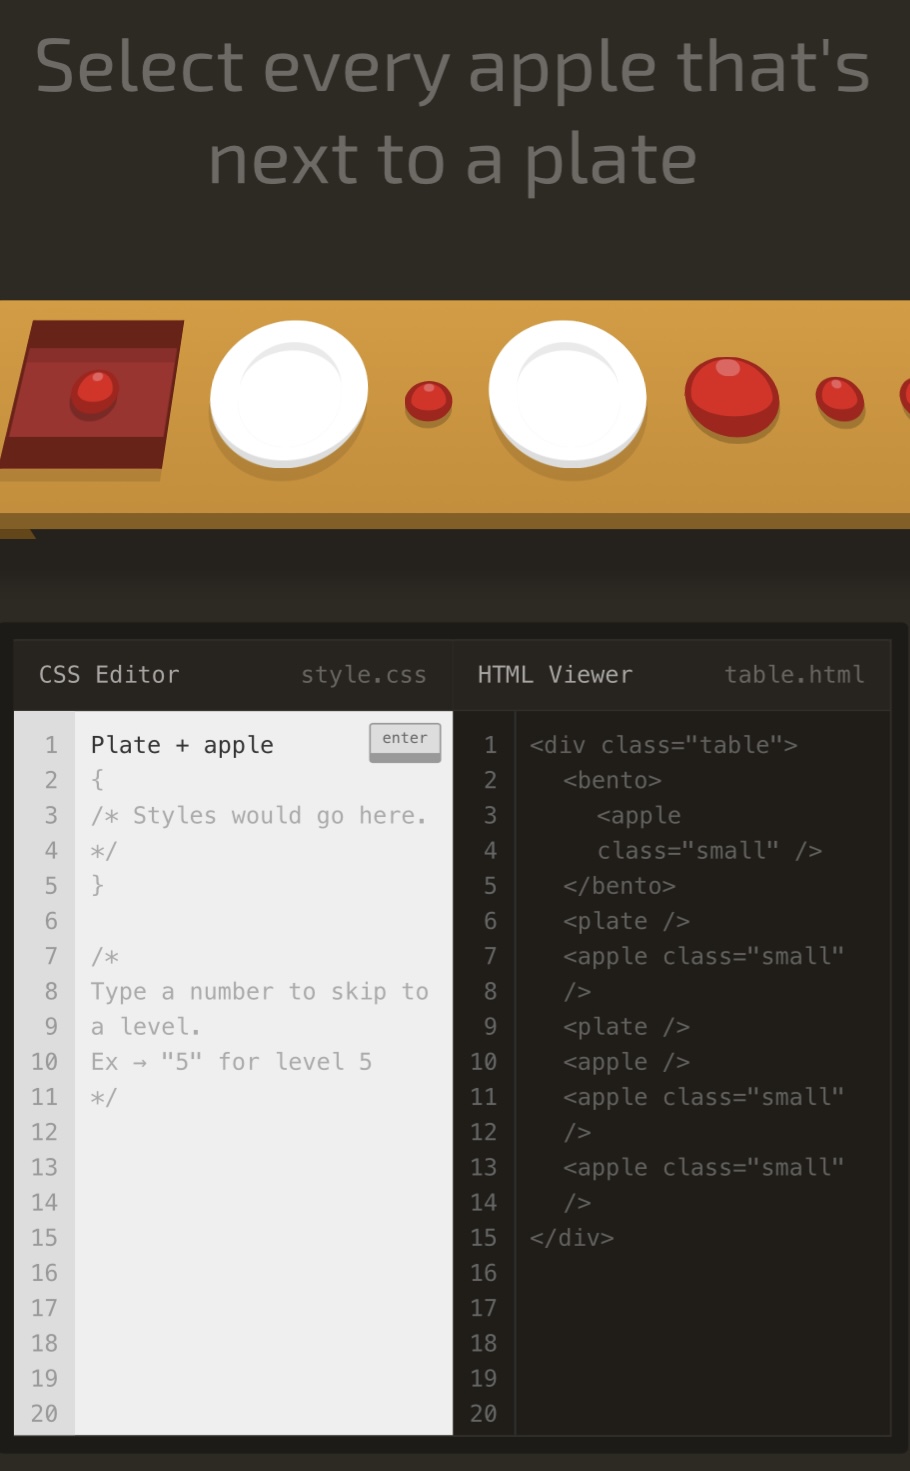 Select every apple that's
next to a plate
CSS Editor style.css
HTML Viewer table.html
enter
1 Plate + apple
2 {
3 /* Styles would go here.
4 */
5 }
6
7 /*
8 Type a number to skip to
9 a level.
10 Ex → "5" for level 5
11 */
12
13
14
15
16
17
18
19
20
1 <div class="table">
2 <bento>
3 <apple
4 class="small" />
5 </bento>
6 <plate />
7 <apple class="small"
8 />
9 <plate />
10 <apple />
11 <apple class="small"
12 />
13 <apple class="small"
14 />
15 </div>
16
17
18
19
20